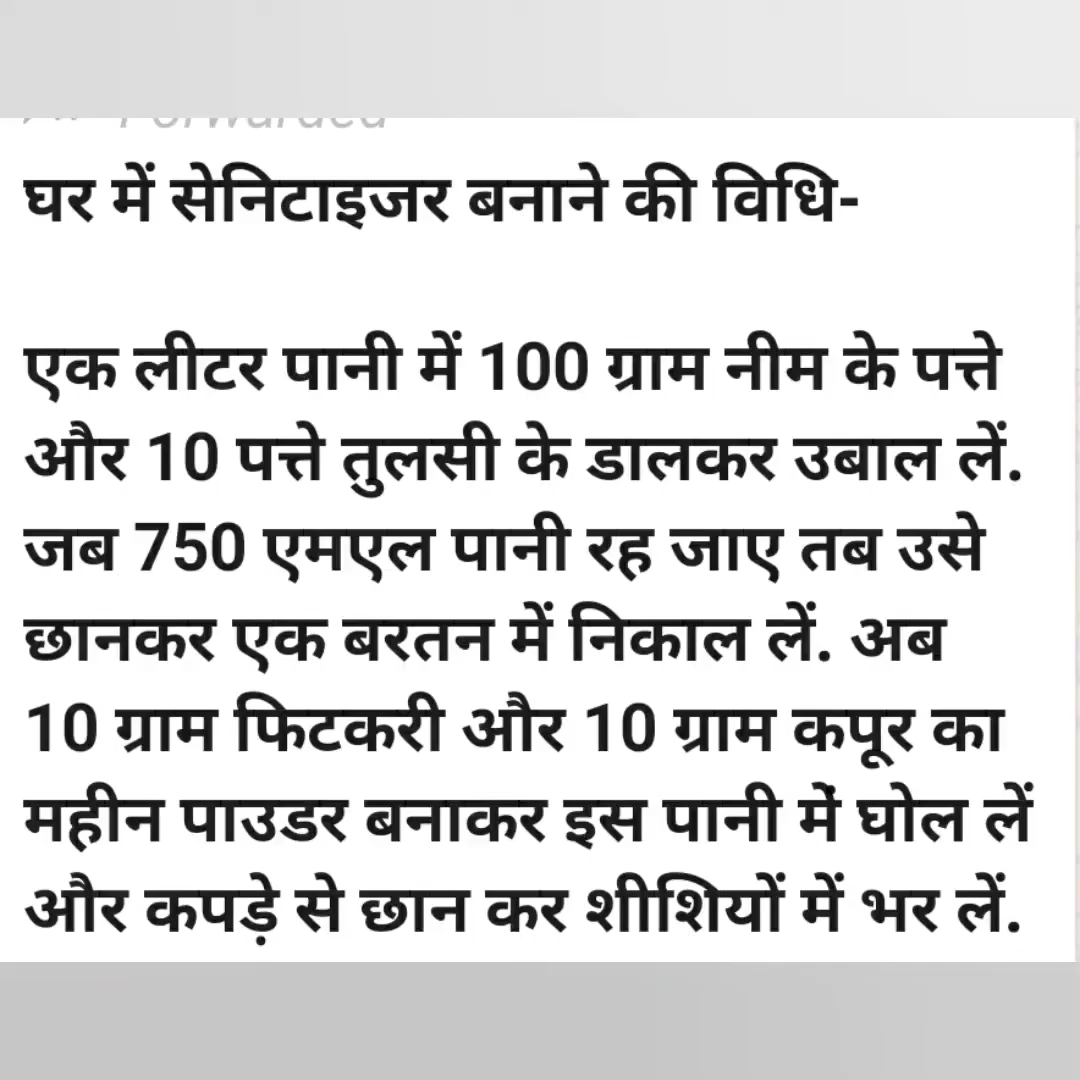 Forwarded
घर में सेनिटाइजर बनाने की विधि-
एक लीटर पानी में 100 ग्राम नीम के पत्ते
और 10 पत्ते तुलसी के डालकर उबाल लें.
जब 750 एमएल पानी रह जाए तब उसे
छानकर एक बरतन में निकाल लें. अब
10 ग्राम फिटकरी और 10 ग्राम कपूर का
महीन पाउडर बनाकर इस पानी में घोल लें
और कपड़े से छान कर शीशियों में भर लें.